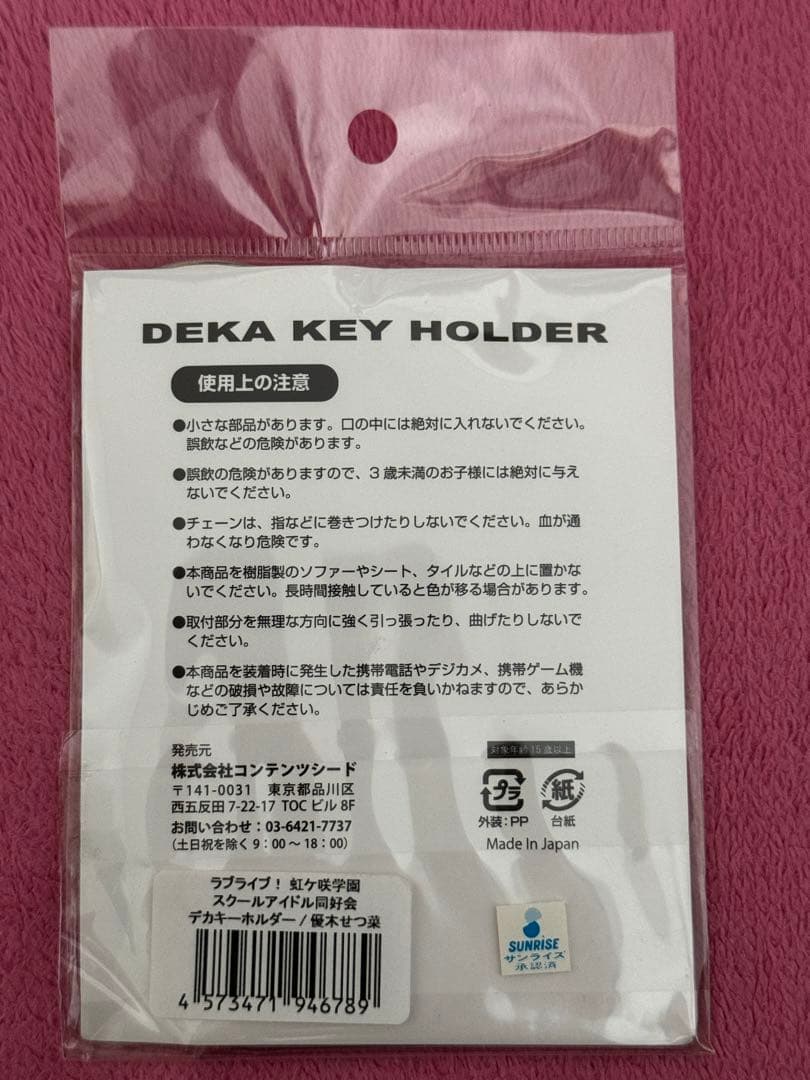 DEKA KEY HOLDER
使用上の注意
●小さな部品があります。口の中には絶対に入れないでください。
誤飲などの危険があります。
●誤飲の危険がありますので、3歳未満のお子様には絶対に与え
ないでください。
●チェーンは、指などに巻きつけたりしないでください。血が通
わなくなり危険です。
●本商品を樹脂製のソファーやシート、タイルなどの上に置かな
いでください。長時間接触していると色が移る場合があります。
●取付部分を無理な方向に強く引っ張ったり、曲げたりしないで
ください。
●本商品を装着時に発生した携帯電話やデジカメ、携帯ゲーム機
などの破損や故障については責任を負いかねますので、あらか
じめご了承ください。
発売元
株式会社コンテンツシード
〒141-0031 東京都品川区
西五反田 7-22-17 TOC ビル 8F
お問い合わせ：03-6421-7737
（土日祝を除く 9：00 〜 18：00）
対象年齢 15 歳以上
プラ
紙
外装：PP
台紙
Made In Japan
ラブライブ！ 虹ヶ咲学園
スクールアイドル同好会
デカキーホルダー / 優木せつ菜
4 573471 946789
SUNRISE
サンライズ
承認済